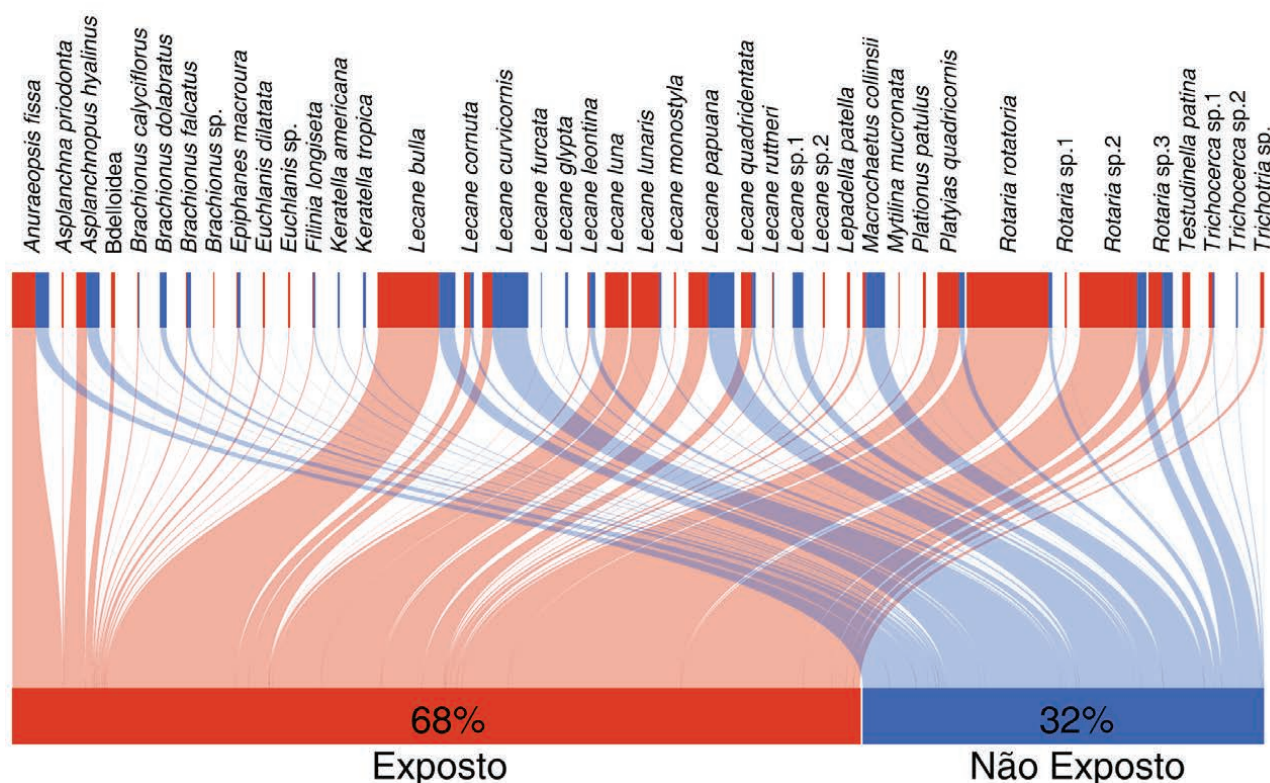 Anuraeopsis fissa
Asplanchna priodonta
Asplanchnopus hyalinus
Bdelloidea
Brachionus calyciflorus
Brachionus dolabratus
Brachionus falcatus
Brachionus sp.
Epiphanes macroura
Euchlanis dilatata
Euchlanis sp.
Filinia longiseta
Keratella americana
Keratella tropica
Lecane bulla
Lecane cornuta
Lecane curvicornis
Lecane furcata
Lecane glypta
Lecane leontina
Lecane luna
Lecane lunaris
Lecane monostyla
Lecane papuana
Lecane quadridentata
Lecane ruttneri
Lecane sp.1
Lecane sp.2
Lepadella patella
Macrochaetus collinsii
Mytilina mucronata
Plationus patulus
Platyias quadricornis
Rotaria rotatoria
Rotaria sp.1
Rotaria sp.2
Rotaria sp.3
Testudinella patina
Trichocerca sp.1
Trichocerca sp.2
Trichotria sp.
68%
32%
Exposto
Não Exposto